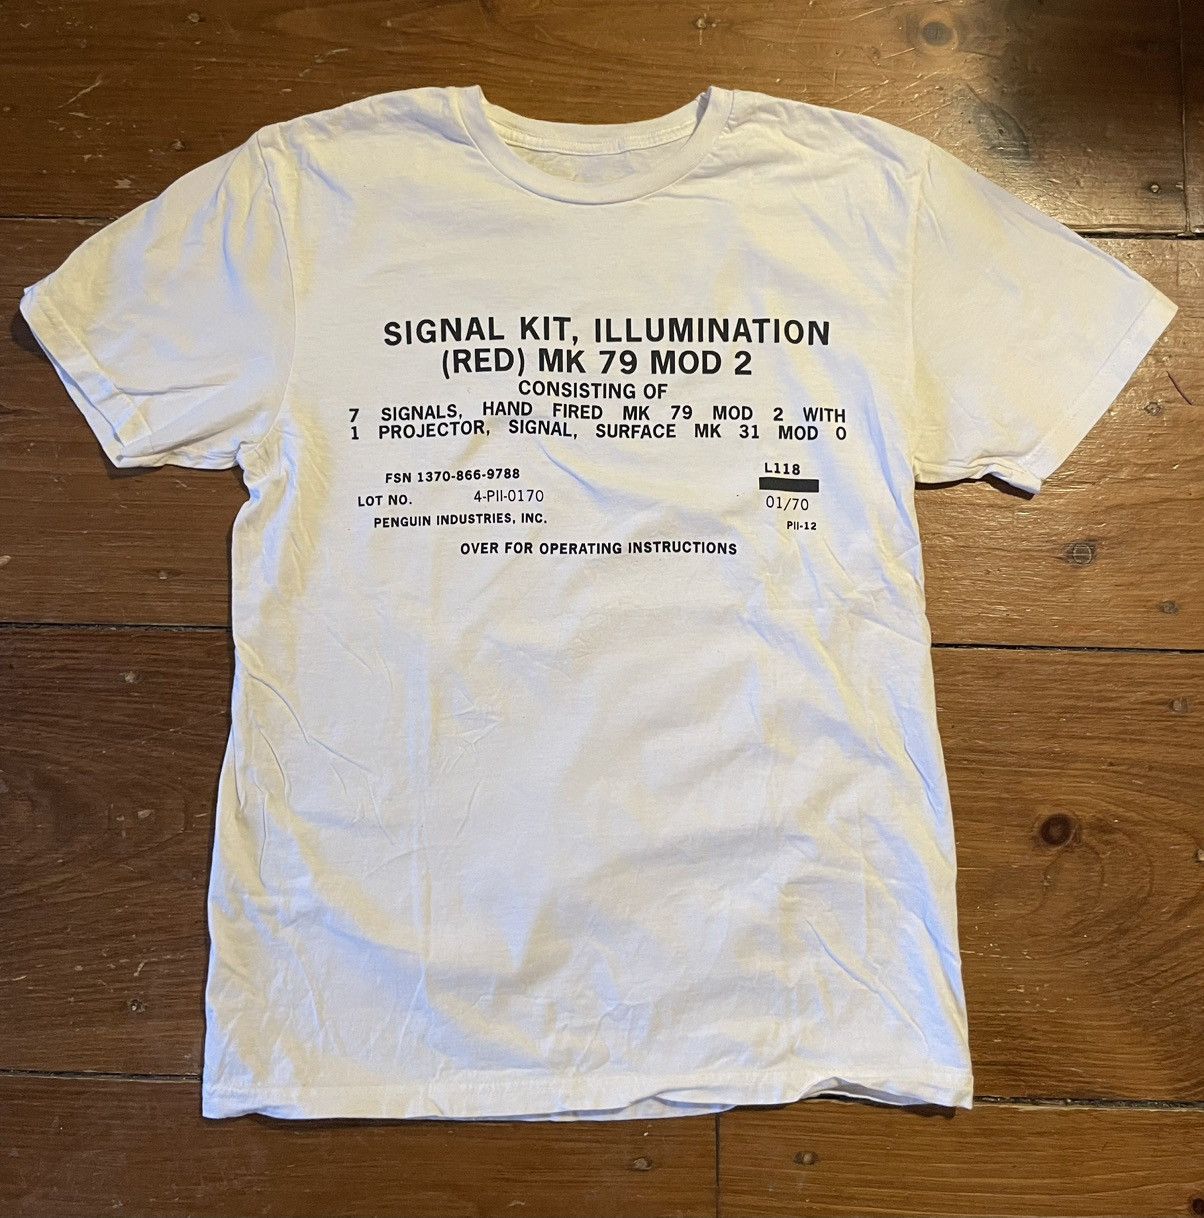 SIGNAL KIT, ILLUMINATION
(RED) MK 79 MOD 2
CONSISTING OF
7 SIGNALS, HAND FIRED MK 79 MOD 2 WITH
1 PROJECTOR, SIGNAL, SURFACE MK 31 MOD 0
FSN 1370-866-9788
L118
LOT NO. 4-PII-0170
01/70
PENGUIN INDUSTRIES, INC.
PII-12
OVER FOR OPERATING INSTRUCTIONS